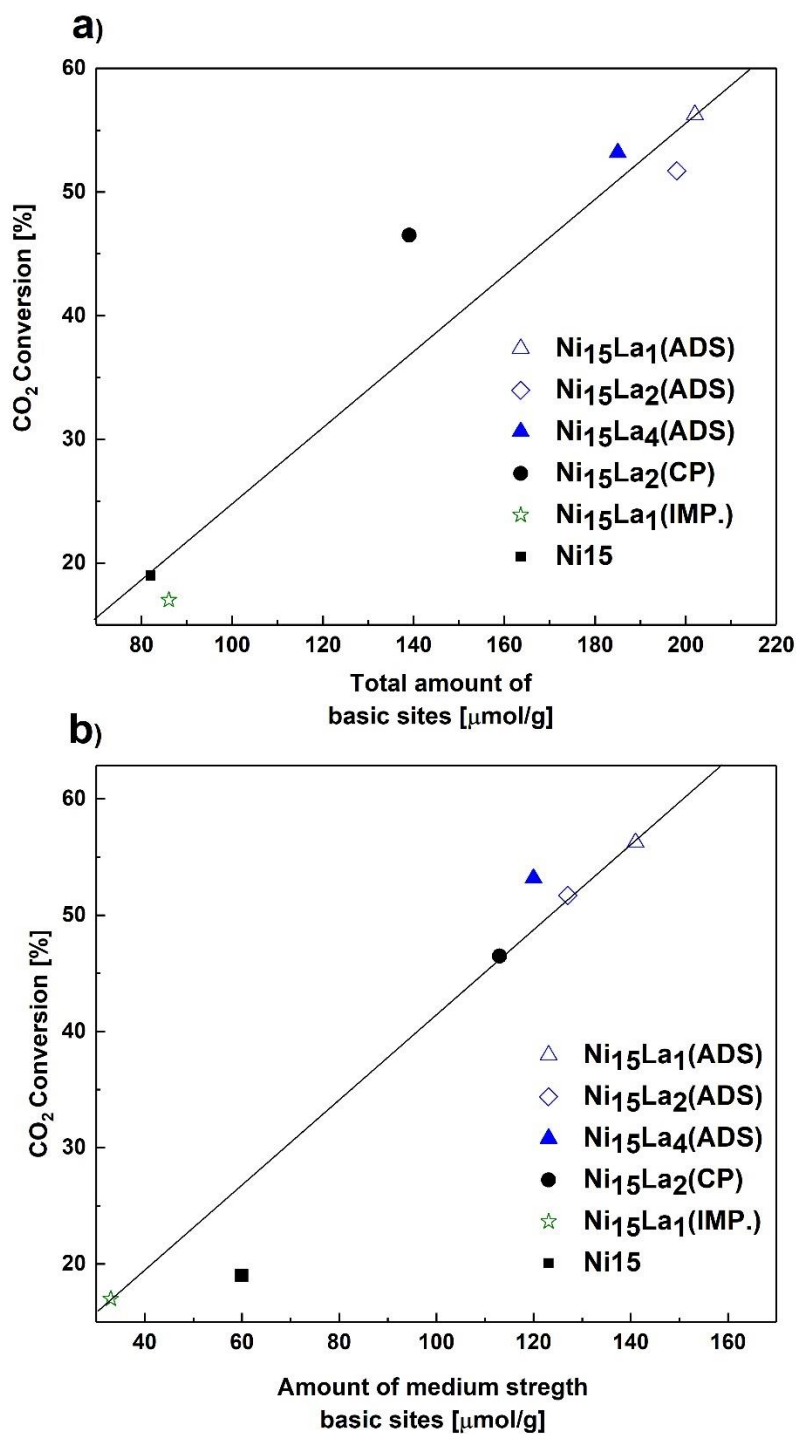 a)
60
50
40
30
20
CO₂ Conversion [%]
Ni₁₅La₁(ADS)
Ni₁₅La₂(ADS)
Ni₁₅La₄(ADS)
Ni₁₅La₂(CP)
Ni₁₅La₁(IMP.)
Ni15
80 100 120 140 160 180 200 220
Total amount of
basic sites [μmol/g]
b)
60
50
40
30
20
CO₂ Conversion [%]
Ni₁₅La₁(ADS)
Ni₁₅La₂(ADS)
Ni₁₅La₄(ADS)
Ni₁₅La₂(CP)
Ni₁₅La₁(IMP.)
Ni15
40 60 80 100 120 140 160
Amount of medium stregth
basic sites [μmol/g]